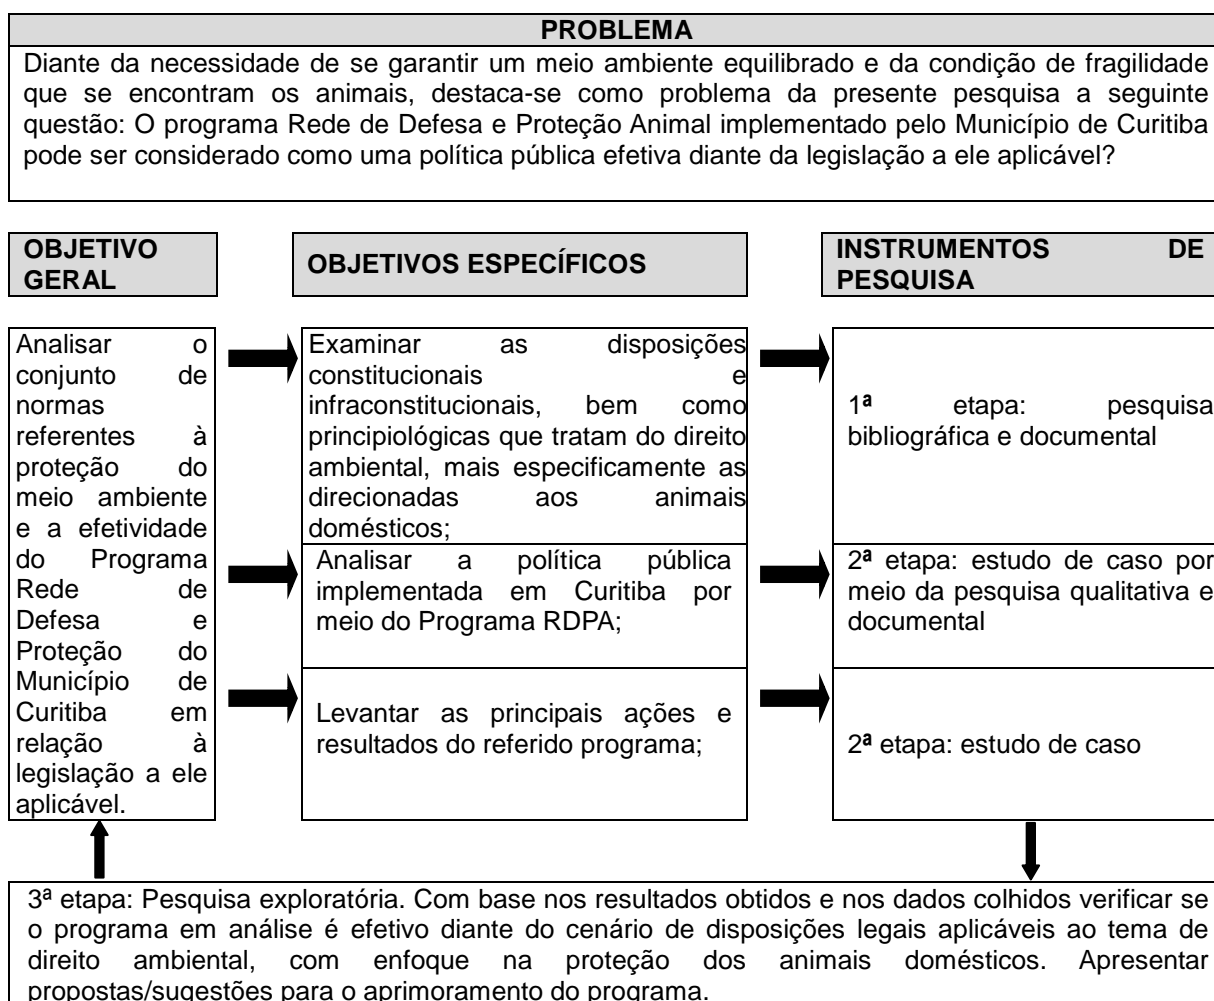 PROBLEMA
Diante da necessidade de se garantir um meio ambiente equilibrado e da condição de fragilidade
que se encontram os animais, destaca-se como problema da presente pesquisa a seguinte
questão: O programa Rede de Defesa e Proteção Animal implementado pelo Município de Curitiba
pode ser considerado como uma política pública efetiva diante da legislação a ele aplicável?
OBJETIVO
GERAL
OBJETIVOS ESPECÍFICOS
INSTRUMENTOS DE
PESQUISA
Analisar o
conjunto de
normas
referentes à
proteção do
meio ambiente
e a efetividade
do Programa
Rede de
Defesa e
Proteção do
Município de
Curitiba em
relação à
legislação a ele
aplicável.
Examinar as disposições
constitucionais e
infraconstitucionais, bem como
principiológicas que tratam do direito
ambiental, mais especificamente as
direcionadas aos animais
domésticos;
1ª etapa: pesquisa
bibliográfica e documental
Analisar a política pública
implementada em Curitiba por
meio do Programa RDPA;
2ª etapa: estudo de caso por
meio da pesquisa qualitativa e
documental
Levantar as principais ações e
resultados do referido programa;
2ª etapa: estudo de caso
3ª etapa: Pesquisa exploratória. Com base nos resultados obtidos e nos dados colhidos verificar se
o programa em análise é efetivo diante do cenário de disposições legais aplicáveis ao tema de
direito ambiental, com enfoque na proteção dos animais domésticos. Apresentar
propostas/sugestões para o aprimoramento do programa.